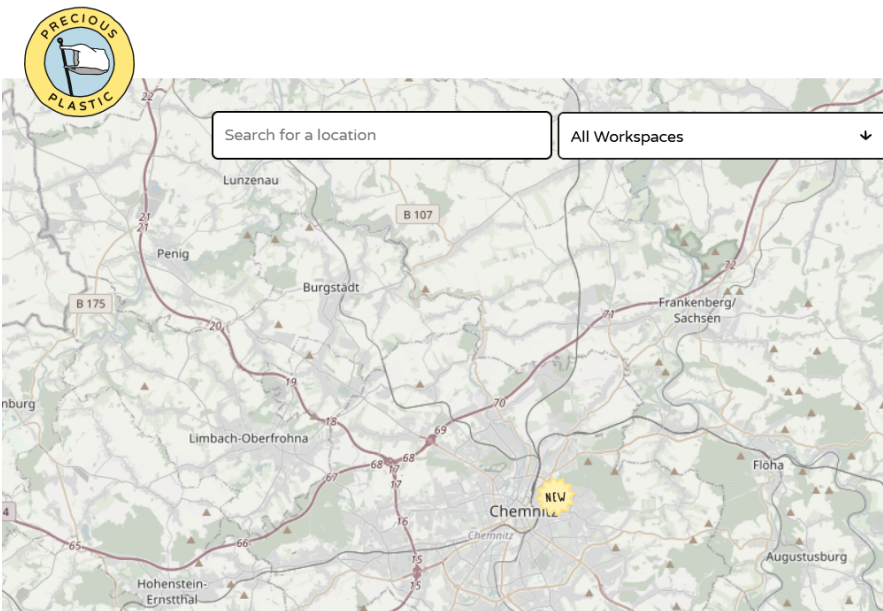 PRECIOUS
PLASTIC
22
Search for a location
All Workspaces
Lunzenau
B 107
21
21
Penig
72
Burgstädt
B 175
Frankenberg/
Sachsen
71
20
19
nburg
70
18
69
Limbach-Oberfrohna
68
68
17
67
17
Flöha
NEW
4
Chemnitz
16
Chemnitz
66
65
15
Augustusburg
15
Hohenstein-
Ernstthal